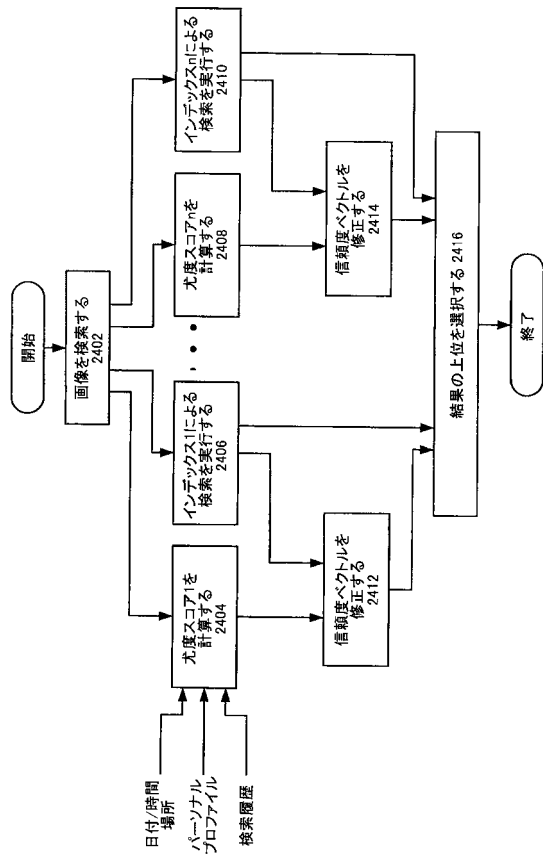 開始
画像を検索する
2402
日付/時間
場所
パーソナル
プロファイル
検索履歴
尤度スコア1を
計算する
2404
インデックス1による
検索を実行する
2406
• • •
尤度スコアnを
計算する
2408
インデックスnによる
検索を実行する
2410
信頼度ベクトルを
修正する
2412
信頼度ベクトルを
修正する
2414
結果の上位を選択する 2416
終了